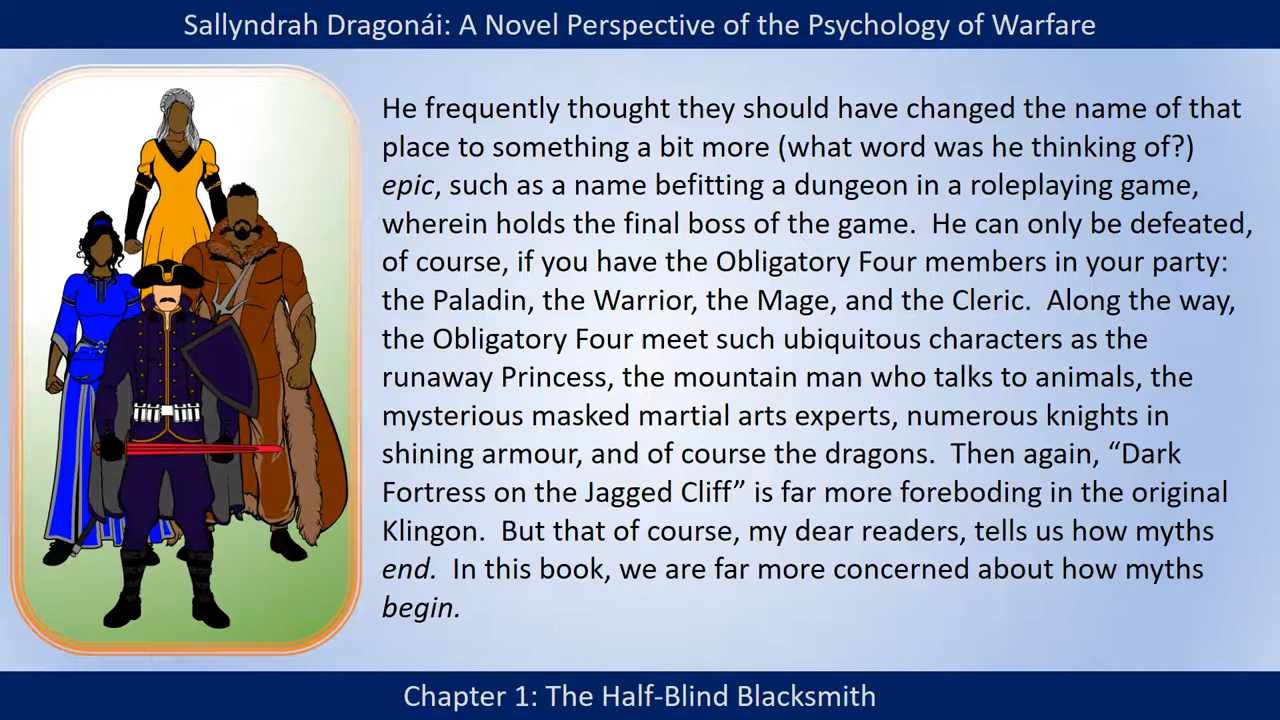 Sallyndrah Dragonái: A Novel Perspective of the Psychology of Warfare
He frequently thought they should have changed the name of that
place to something a bit more (what word was he thinking of?)
epic, such as a name befitting a dungeon in a roleplaying game,
wherein holds the final boss of the game.  He can only be defeated,
of course, if you have the Obligatory Four members in your party:
the Paladin, the Warrior, the Mage, and the Cleric.  Along the way,
the Obligatory Four meet such ubiquitous characters as the
runaway Princess, the mountain man who talks to animals, the
mysterious masked martial arts experts, numerous knights in
shining armour, and of course the dragons.  Then again, “Dark
Fortress on the Jagged Cliff” is far more foreboding in the original
Klingon.  But that of course, my dear readers, tells us how myths
end.  In this book, we are far more concerned about how myths
begin.
Chapter 1: The Half-Blind Blacksmith